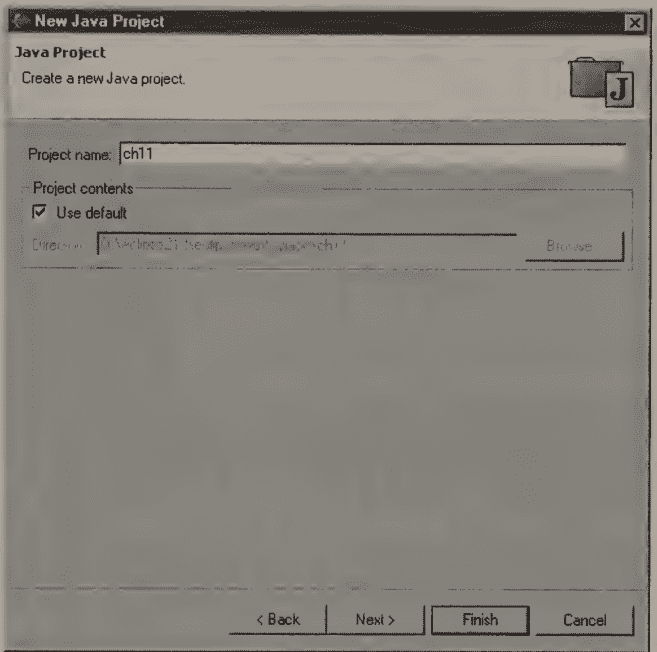 New Java Project
Java Project
Create a new Java project.
J
Project name: ch11
Project contents
Use default
Browse
< Back Next > Finish Cancel